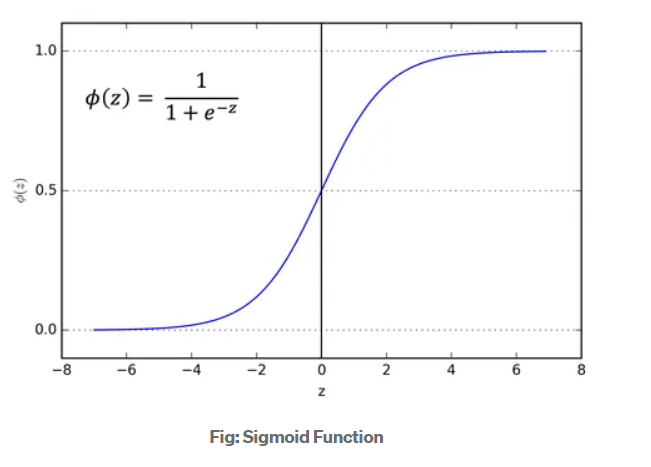 1.0
ϕ(z) = 1 / 1 + e^−z
ϕ(z)
0.5
0.0
−8 −6 −4 −2 0 2 4 6 8
z
Fig: Sigmoid Function